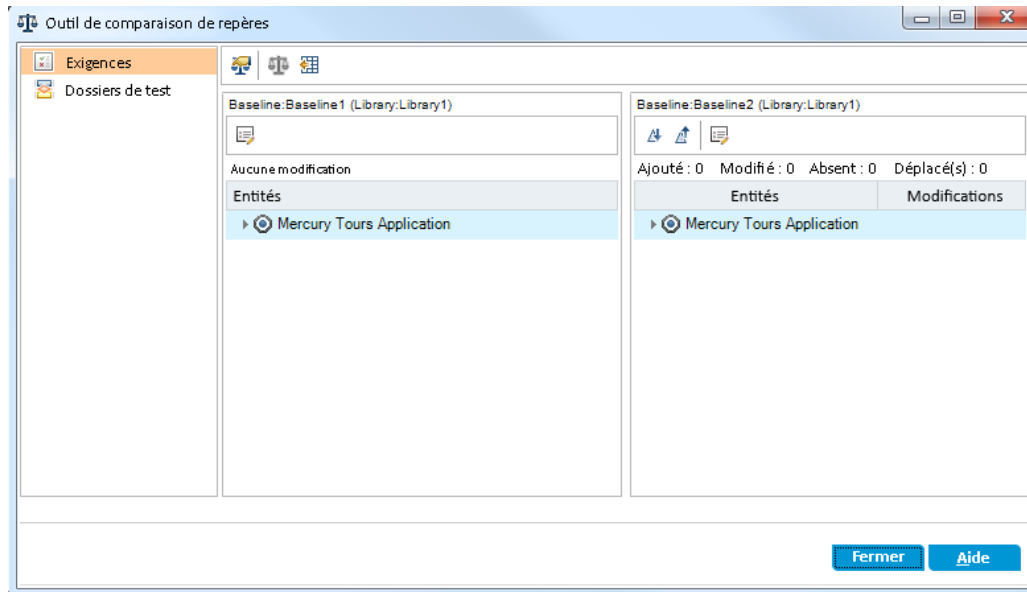 Outil de comparaison de repères
Exigences
Dossiers de test
Baseline:Baseline1 (Library:Library1)
Aucune modification
Entités
Mercury Tours Application
Baseline:Baseline2 (Library:Library1)
Ajouté : 0 Modifié : 0 Absent : 0 Déplacé(s) : 0
Entités Modifications
Mercury Tours Application
Fermer Aide